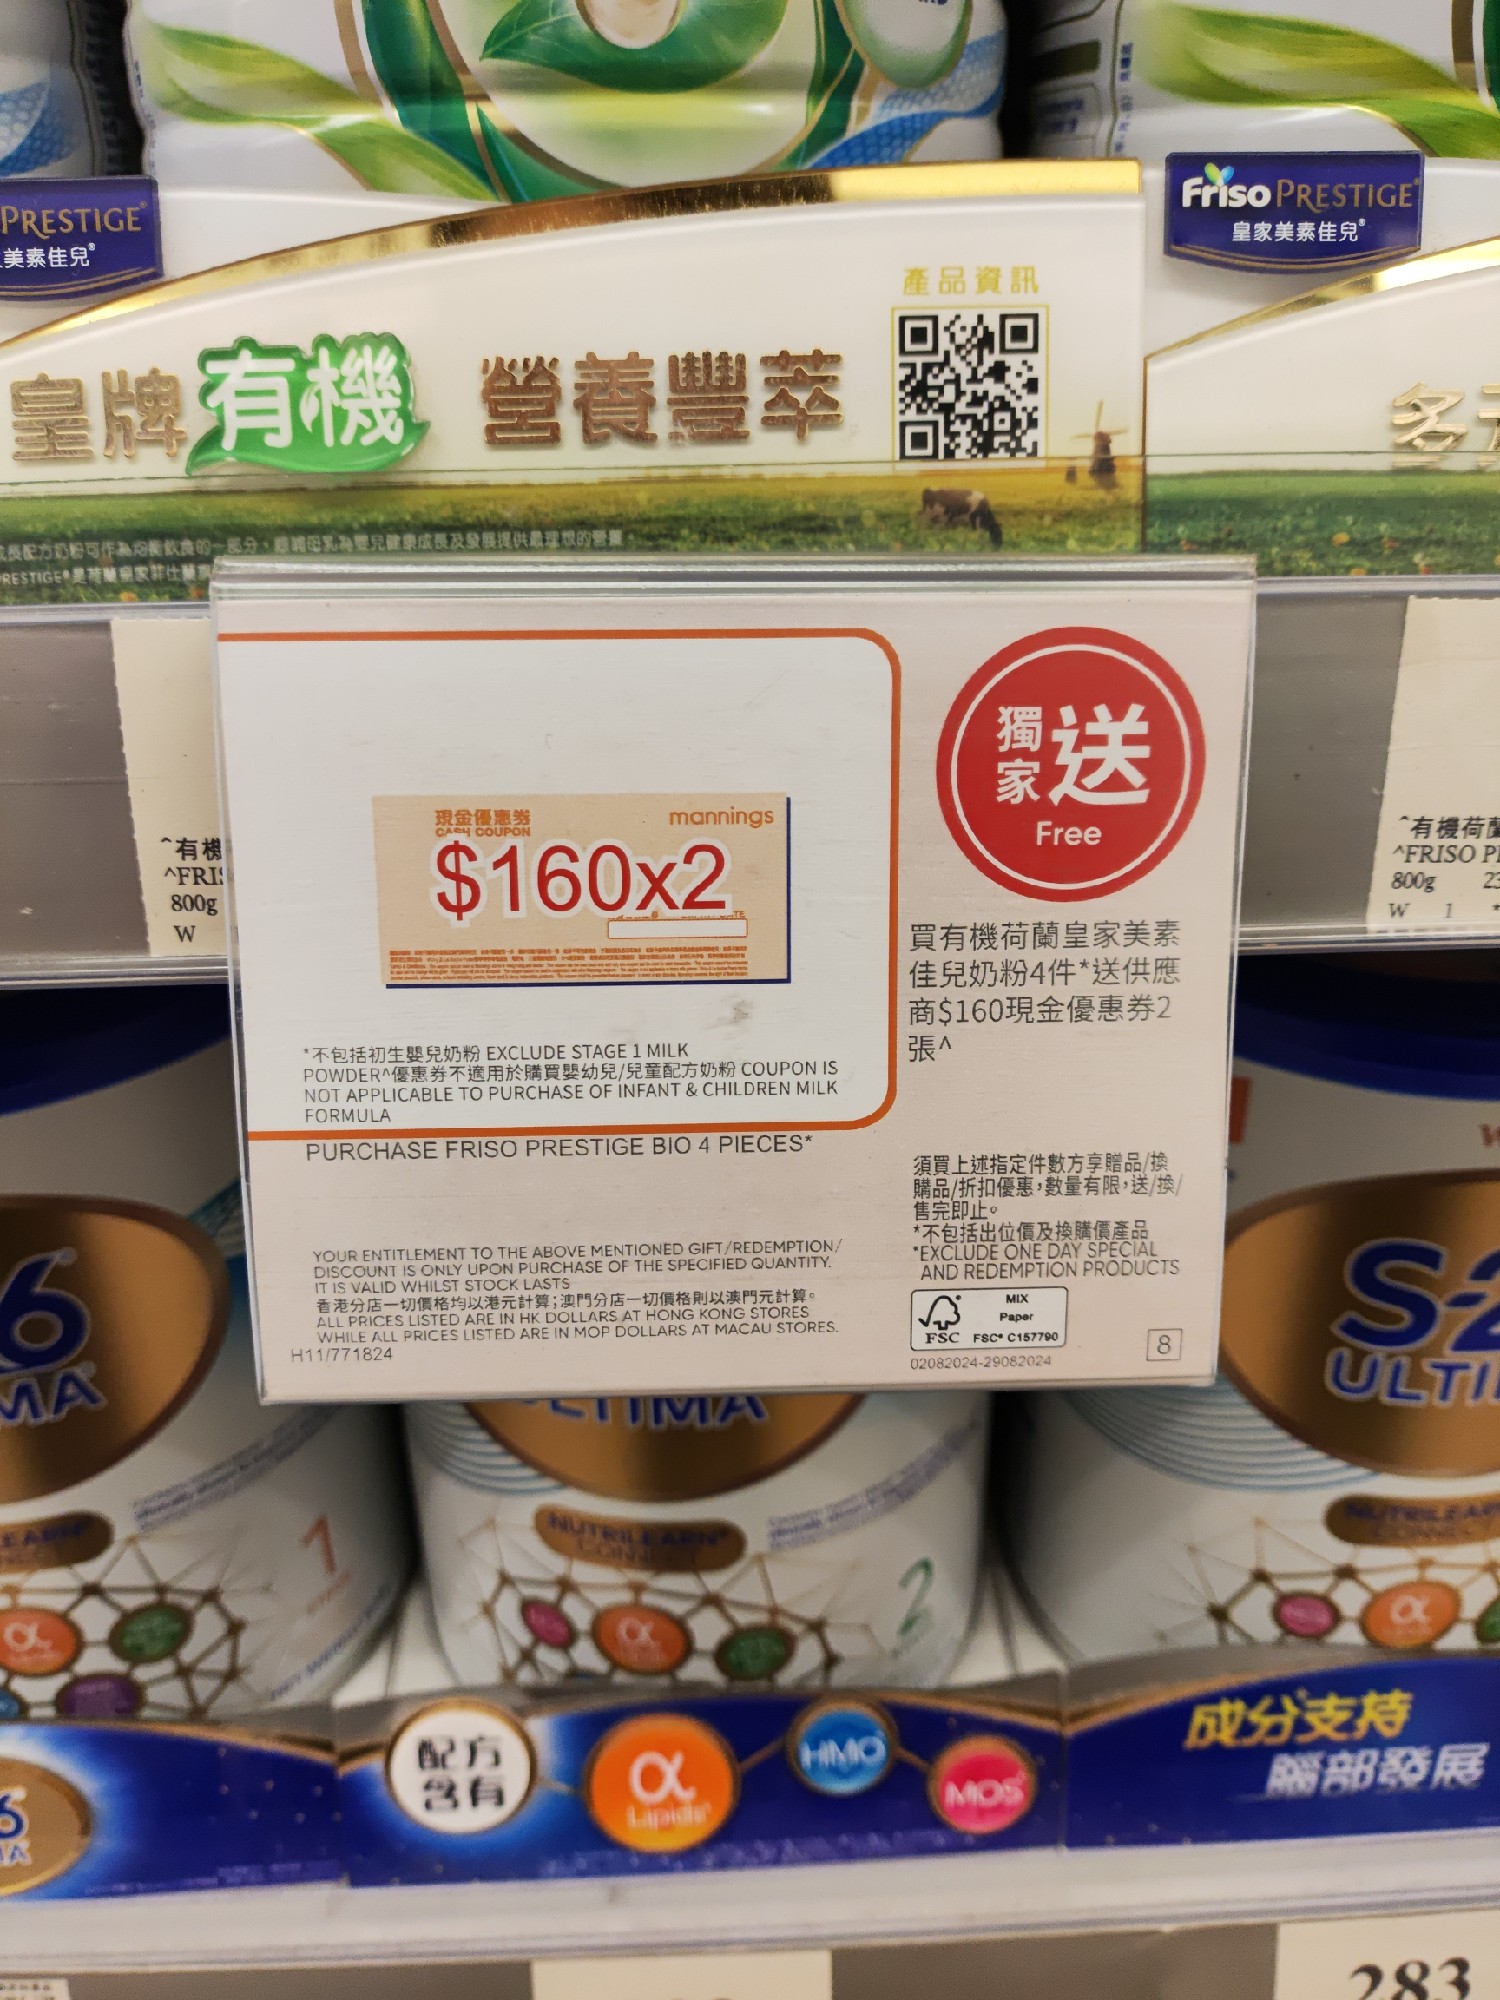 PRESTIGE
美素佳兒
Friso PRESTIGE
皇家美素佳兒
產品資訊
皇牌有機 營養豐萃
^有機
^FRIS
800g
W
^有機荷蘭
^FRISO P
800g
W 1
現金優惠券
CASH COUPON
mannings
$160x2
獨家送
Free
買有機荷蘭皇家美素
佳兒奶粉4件*送供應
商$160現金優惠券2
張^
*不包括初生嬰兒奶粉 EXCLUDE STAGE 1 MILK
POWDER^優惠券不適用於購買嬰幼兒/兒童配方奶粉 COUPON IS
NOT APPLICABLE TO PURCHASE OF INFANT & CHILDREN MILK
FORMULA
PURCHASE FRISO PRESTIGE BIO 4 PIECES*
須買上述指定件數方享贈品/換
購品/折扣優惠,數量有限,送/換/
售完即止。
*不包括出位價及換購價產品
*EXCLUDE ONE DAY SPECIAL
AND REDEMPTION PRODUCTS
YOUR ENTITLEMENT TO THE ABOVE MENTIONED GIFT/REDEMPTION/
DISCOUNT IS ONLY UPON PURCHASE OF THE SPECIFIED QUANTITY.
IT IS VALID WHILST STOCK LASTS
香港分店一切價格均以港元計算;澳門分店一切價格則以澳門元計算。
ALL PRICES LISTED ARE IN HK DOLLARS AT HONG KONG STORES
WHILE ALL PRICES LISTED ARE IN MOP DOLLARS AT MACAU STORES.
H11/771824
FSC
MIX
Paper
FSC® C157790
02082024-29082024
8
6
MA
ULTIMA
S-2
ULTI
NUTRILEARN
CONNECT
1
2
α
α
α
配方
含有
α
Lipids
HMO
MOS
成分支持
腦部發展
283